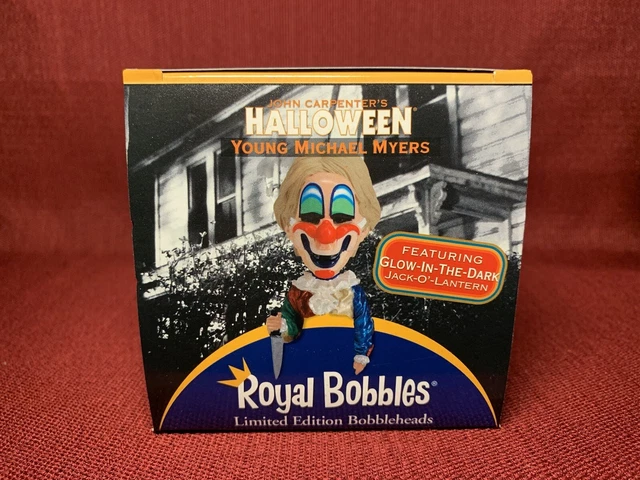 JOHN CARPENTER'S
HALLOWEEN®
YOUNG MICHAEL MYERS
FEATURING
GLOW-IN-THE-DARK
JACK-O'-LANTERN
Royal Bobbles®
Limited Edition Bobbleheads